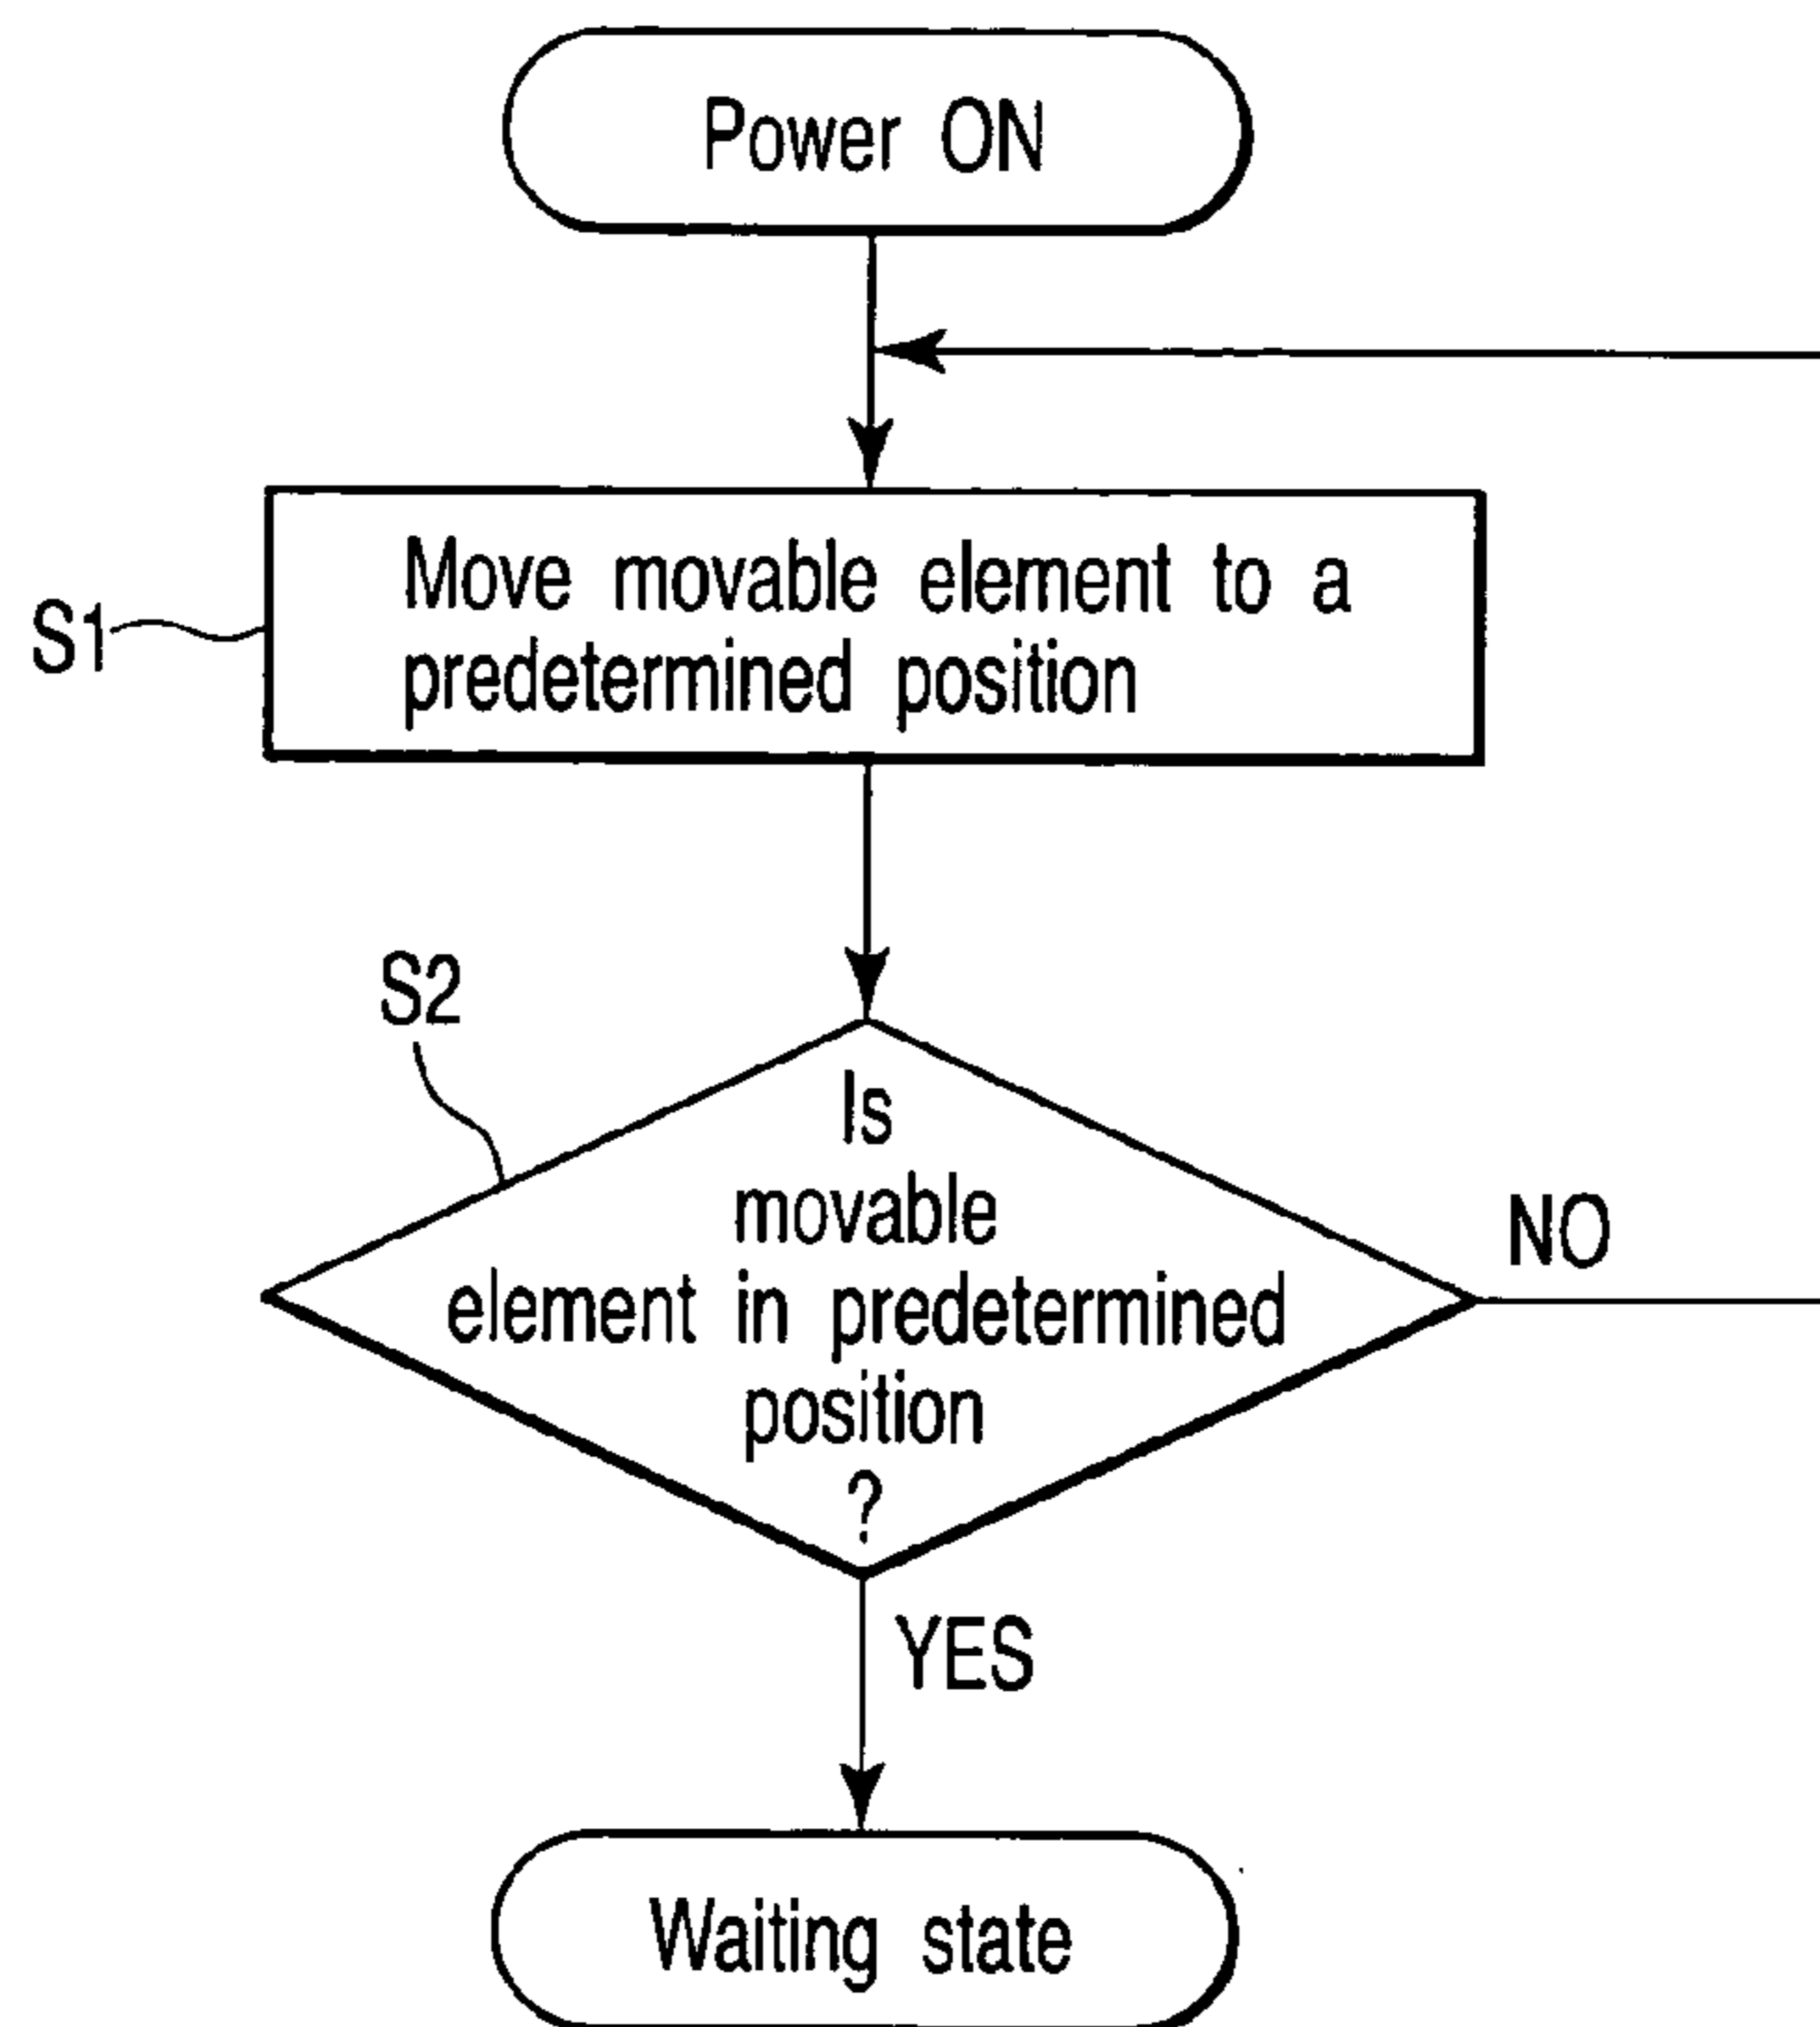 Power ON
Move movable element to a
predetermined position
S1
S2
Is
movable
element in predetermined
position
?
NO
YES
Waiting state